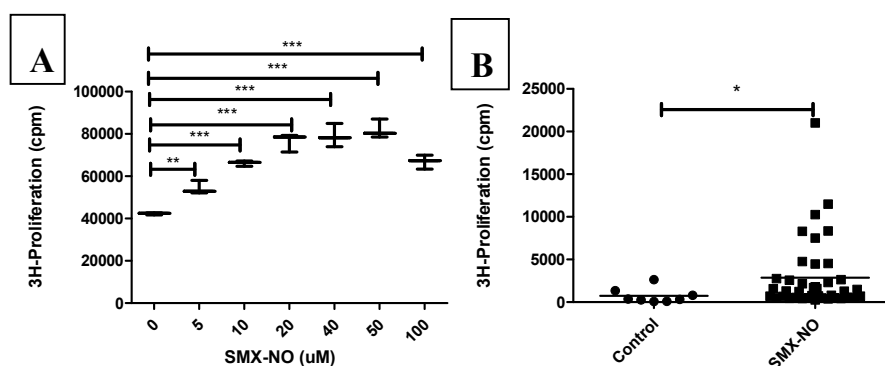 A
***
***
***
***
***
**
100000
80000
60000
40000
20000
0
3H-Proliferation (cpm)
0 5 10 20 40 50 100
SMX-NO (uM)
B
*
25000
20000
15000
10000
5000
0
3H-Proliferation (cpm)
Control SMX-NO